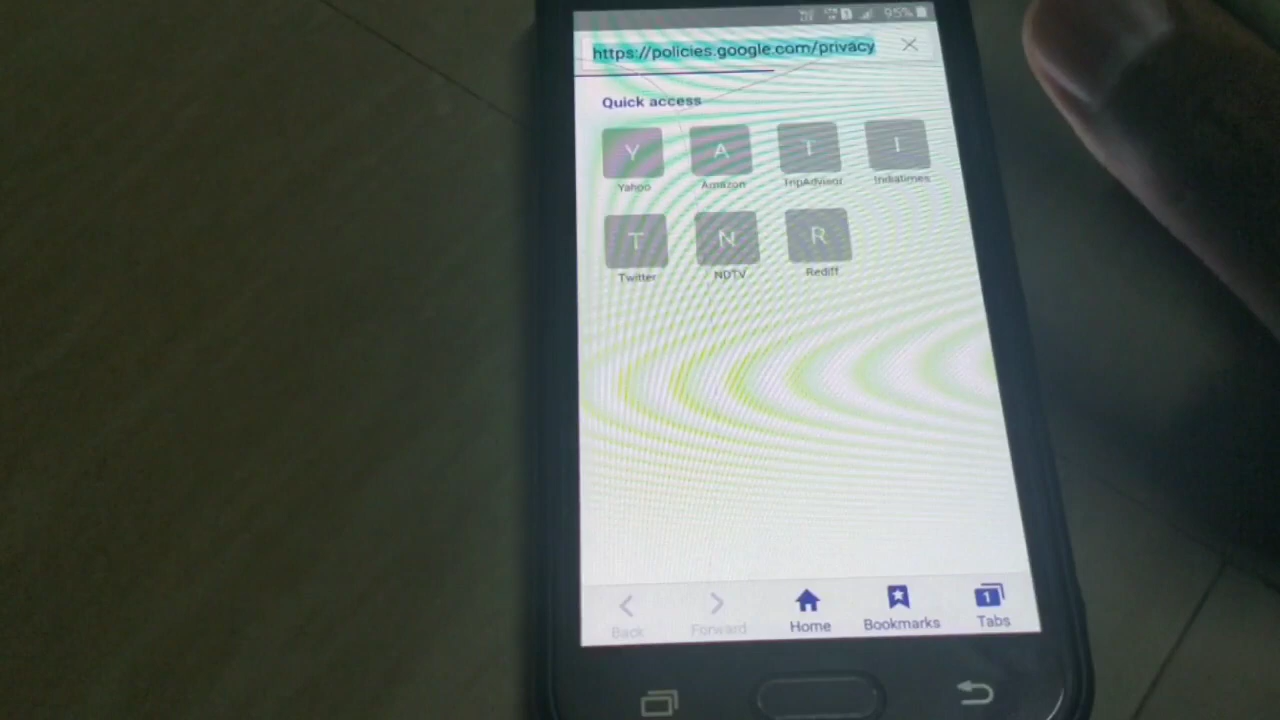 95%
https://policies.google.com/privacy
Quick access
Y A T I
Yahoo Amazon TripAdvisor Indiatimes
T N R
Twitter NDTV Rediff
1
Back Forward Home Bookmarks Tabs